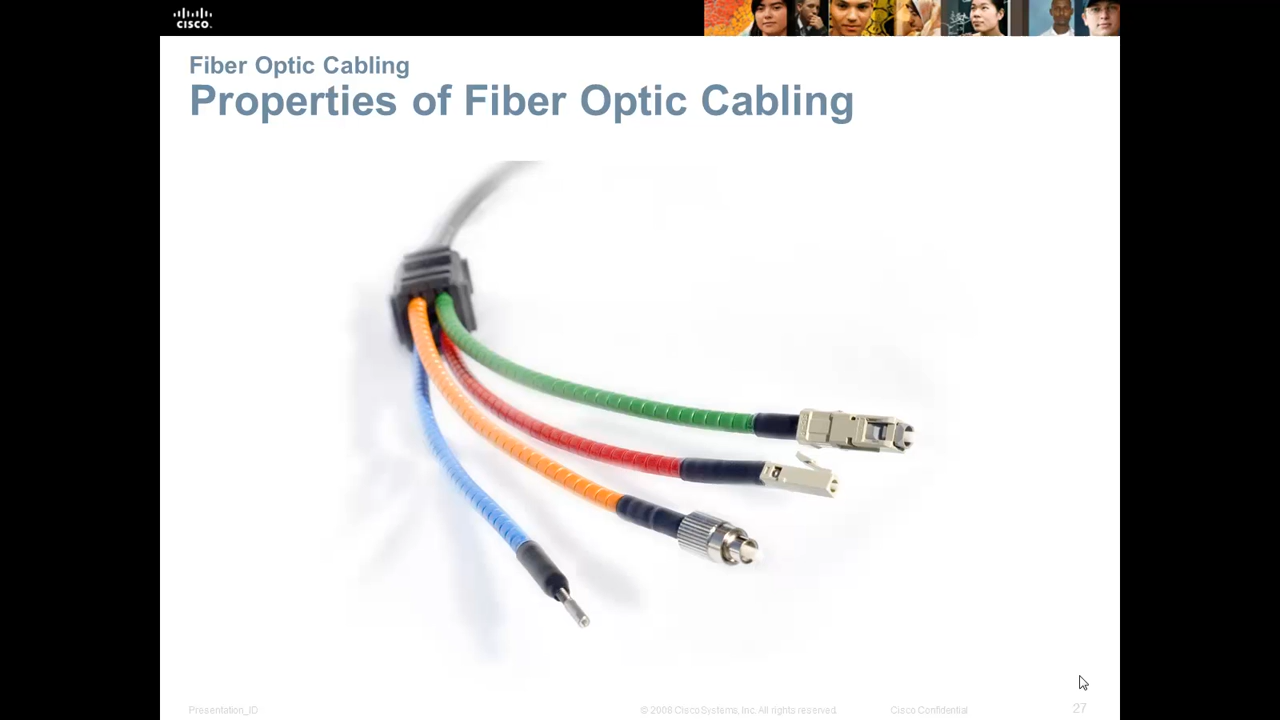 CISCO.
Fiber Optic Cabling
Properties of Fiber Optic Cabling
Presentation_ID
© 2008 Cisco Systems, Inc. All rights reserved.
Cisco Confidential
27